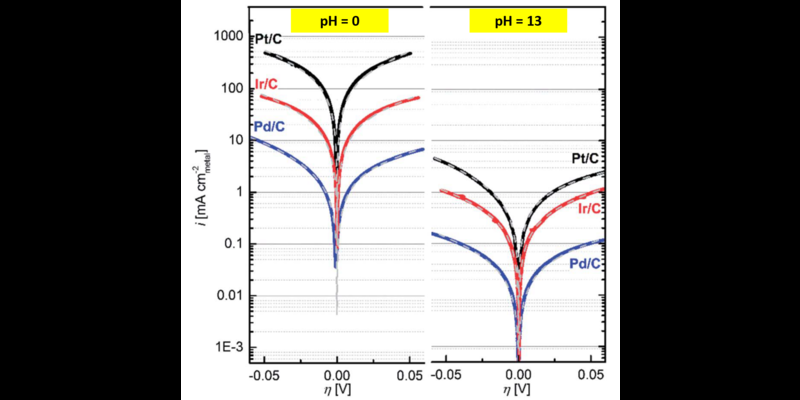 pH = 0
pH = 13
1000
100
10
1
0.1
0.01
1E-3
i [mA cm⁻²metal]
Pt/C
Ir/C
Pd/C
Pt/C
Ir/C
Pd/C
-0.05
0.00
0.05
-0.05
0.00
0.05
η [V]
η [V]